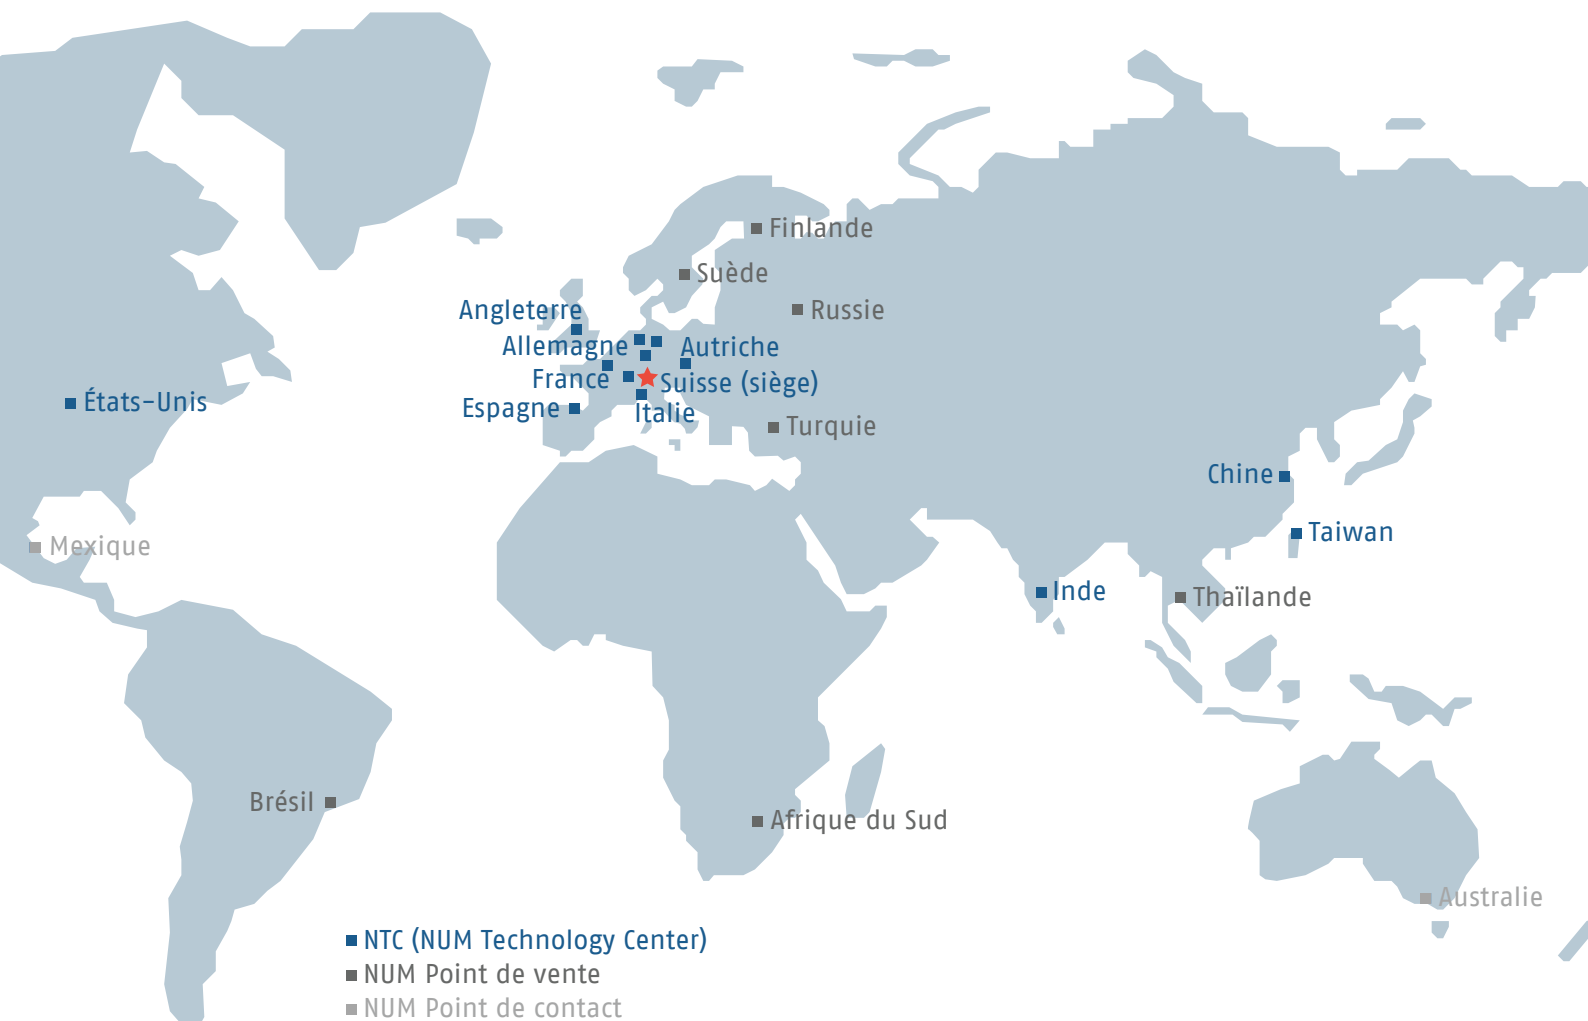 Finlande
Suède
Angleterre
Russie
Allemagne
Autriche
France
Suisse (siège)
États-Unis
Espagne
Italie
Turquie
Chine
Taiwan
Mexique
Inde
Thaïlande
Brésil
Afrique du Sud
Australie
NTC (NUM Technology Center)
NUM Point de vente
NUM Point de contact